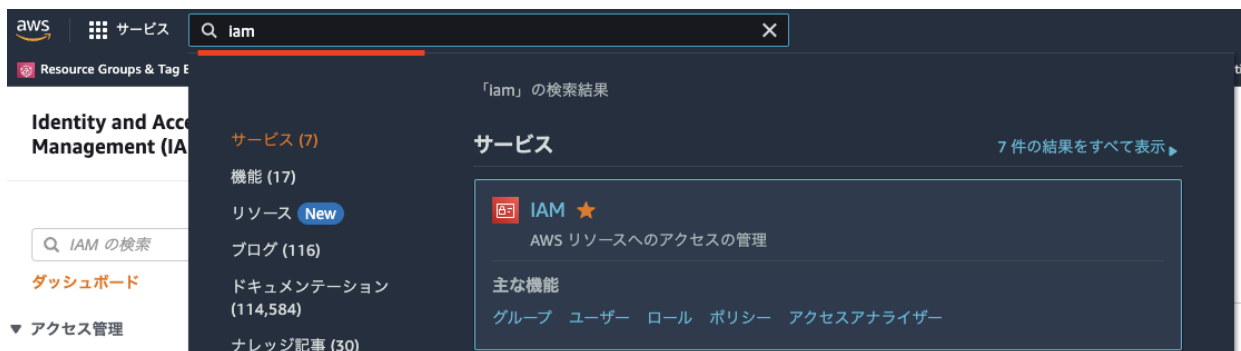 aws サービス iam
Resource Groups & Tag E
「iam」の検索結果
Identity and Acce
Management (IA
サービス (7)
機能 (17)
リソース New
ブログ (116)
ドキュメンテーション
(114,584)
ナレッジ記事 (30)
サービス
7 件の結果をすべて表示
IAM
AWS リソースへのアクセスの管理
主な機能
グループ ユーザー ロール ポリシー アクセスアナライザー
IAM の検索
ダッシュボード
アクセス管理